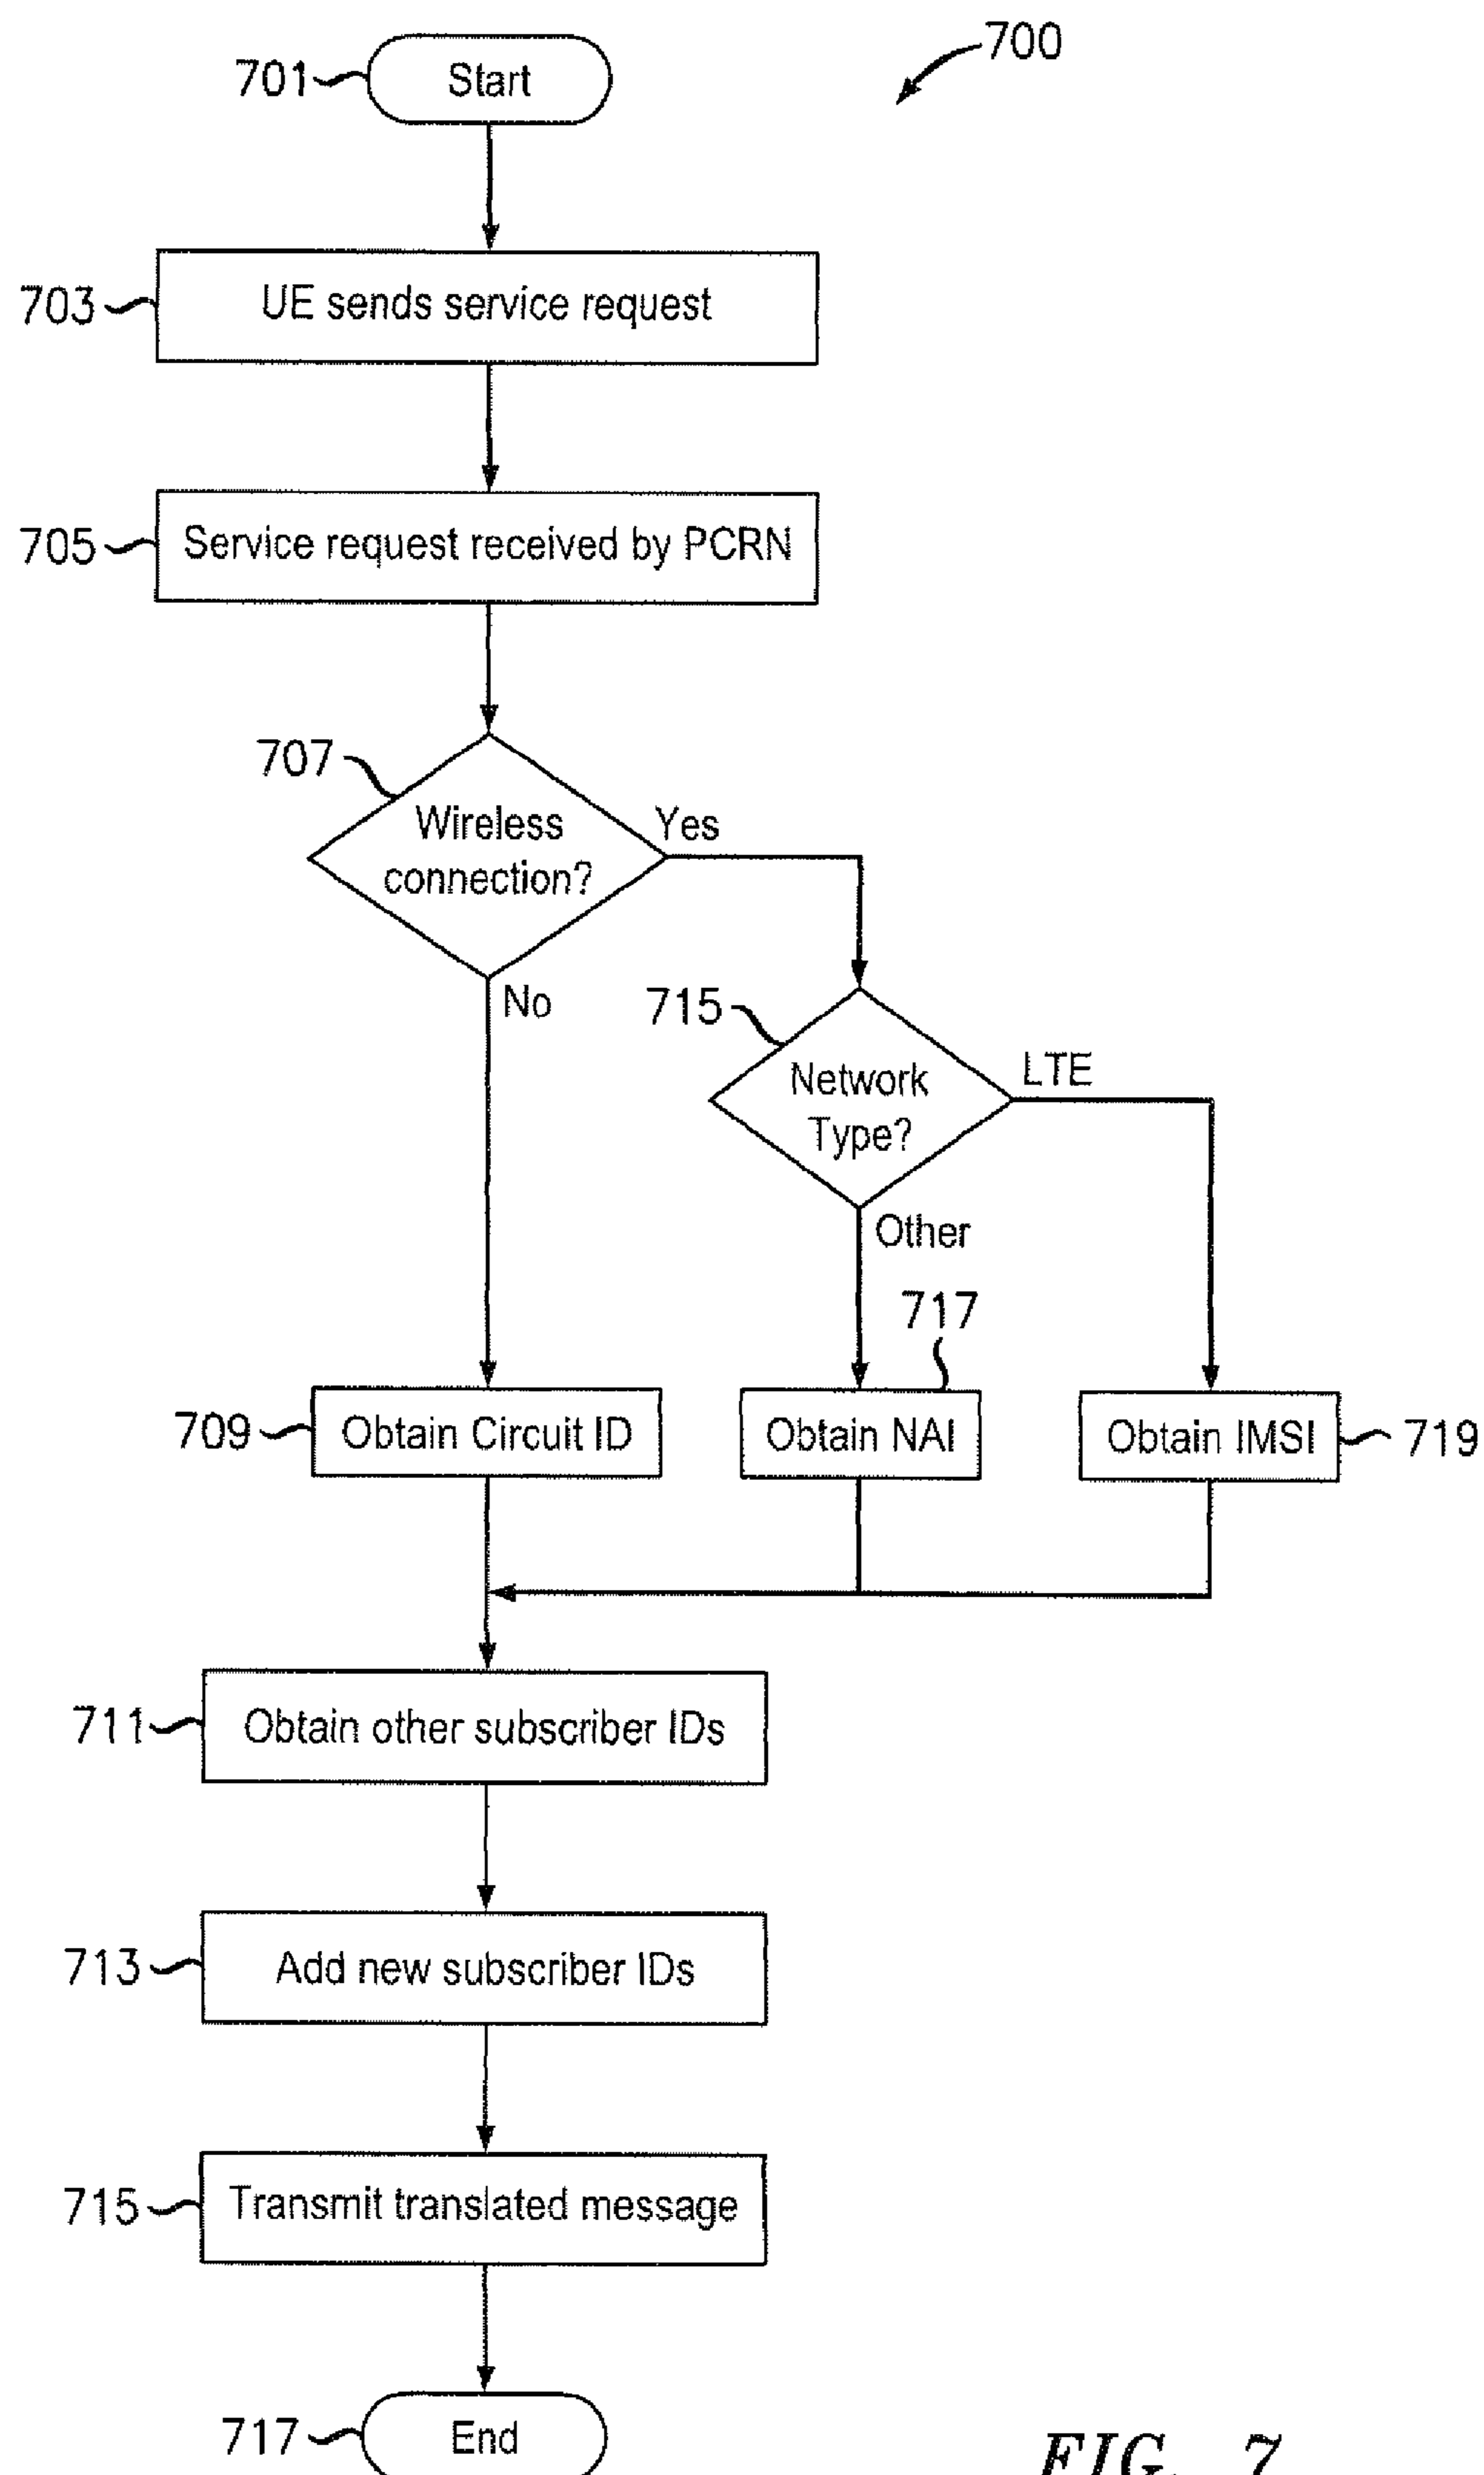 700
701
Start
703
UE sends service request
705
Service request received by PCRN
707
Wireless
connection?
Yes
No
715
Network
Type?
LTE
Other
717
709
Obtain Circuit ID
Obtain NAI
Obtain IMSI
719
711
Obtain other subscriber IDs
713
Add new subscriber IDs
715
Transmit translated message
717
End
FIG. 7